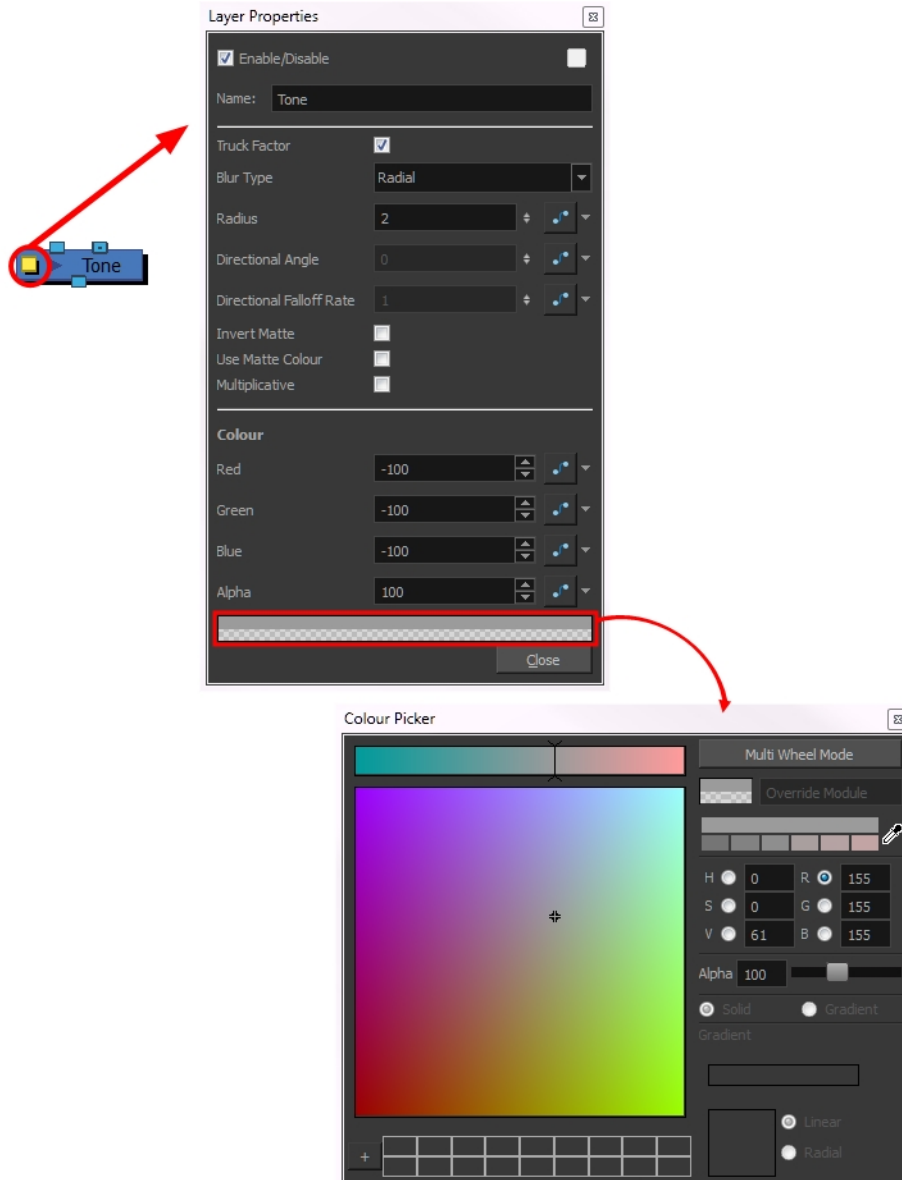 Layer Properties
Enable/Disable
Name: Tone
Truck Factor
Blur Type Radial
Radius 2
Directional Angle 0
Directional Falloff Rate 1
Invert Matte
Use Matte Colour
Multiplicative
Colour
Red -100
Green -100
Blue -100
Alpha 100
Close
Tone
Colour Picker
Multi Wheel Mode
Override Module
H 0 R 155
S 0 G 155
V 61 B 155
Alpha 100
Solid Gradient
Gradient
Linear
Radial
+